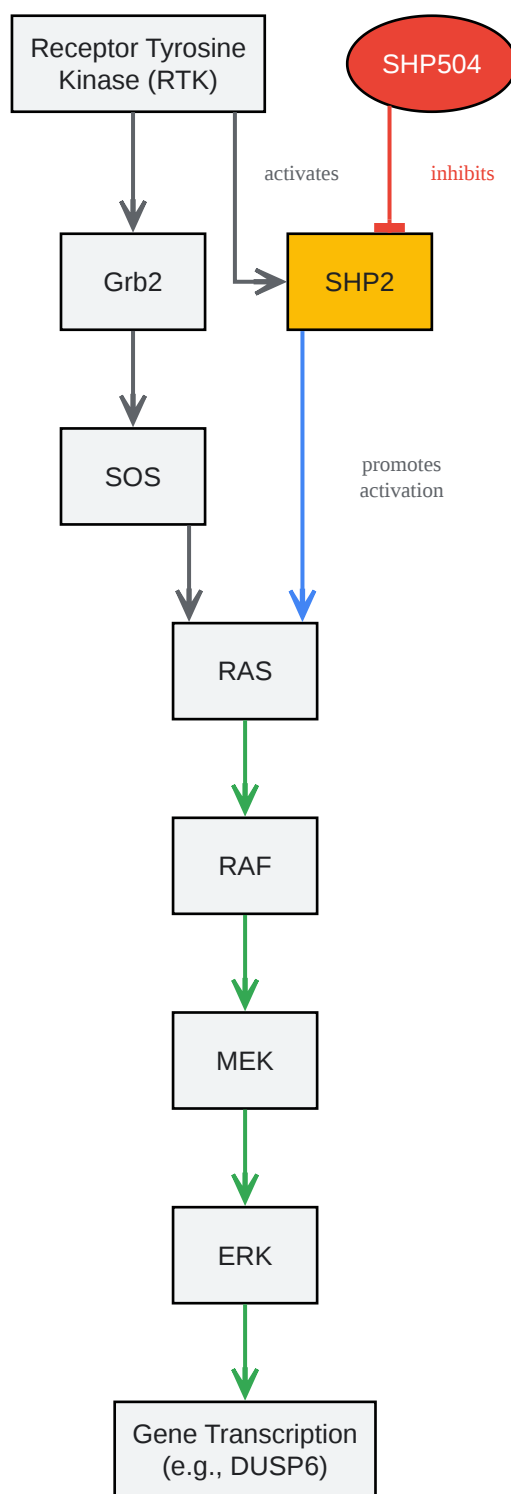 Receptor Tyrosine
Kinase (RTK)
SHP504
activates
inhibits
Grb2
SHP2
SOS
promotes
activation
RAS
RAF
MEK
ERK
Gene Transcription
(e.g., DUSP6)